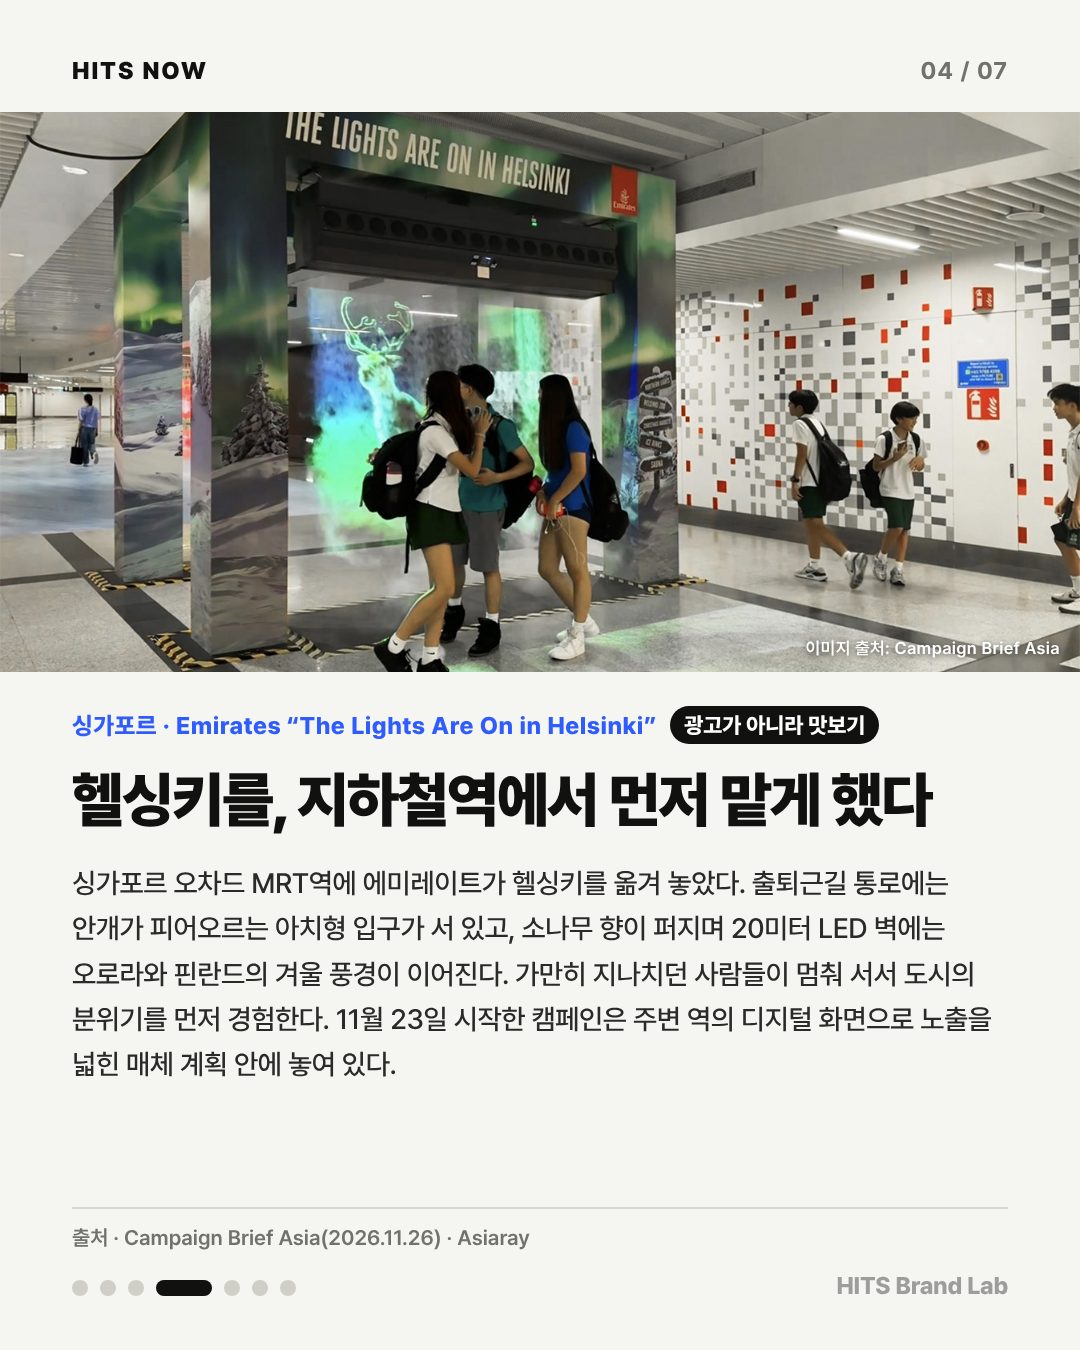 HITS NOW
04 / 07
THE LIGHTS ARE ON IN HELSINKI
Emirates
이미지 출처: Campaign Brief Asia
싱가포르 · Emirates “The Lights Are On in Helsinki”
광고가 아니라 맛보기
헬싱키를, 지하철역에서 먼저 맡게 했다
싱가포르 오차드 MRT역에 에미레이트가 헬싱키를 옮겨 놓았다. 출퇴근길 통로에는
안개가 피어오르는 아치형 입구가 서 있고, 소나무 향이 퍼지며 20미터 LED 벽에는
오로라와 핀란드의 겨울 풍경이 이어진다. 가만히 지나치던 사람들이 멈춰 서서 도시의
분위기를 먼저 경험한다. 11월 23일 시작한 캠페인은 주변 역의 디지털 화면으로 노출을
넓힌 매체 계획 안에 놓여 있다.
출처 · Campaign Brief Asia(2026.11.26) · Asiaray
HITS Brand Lab